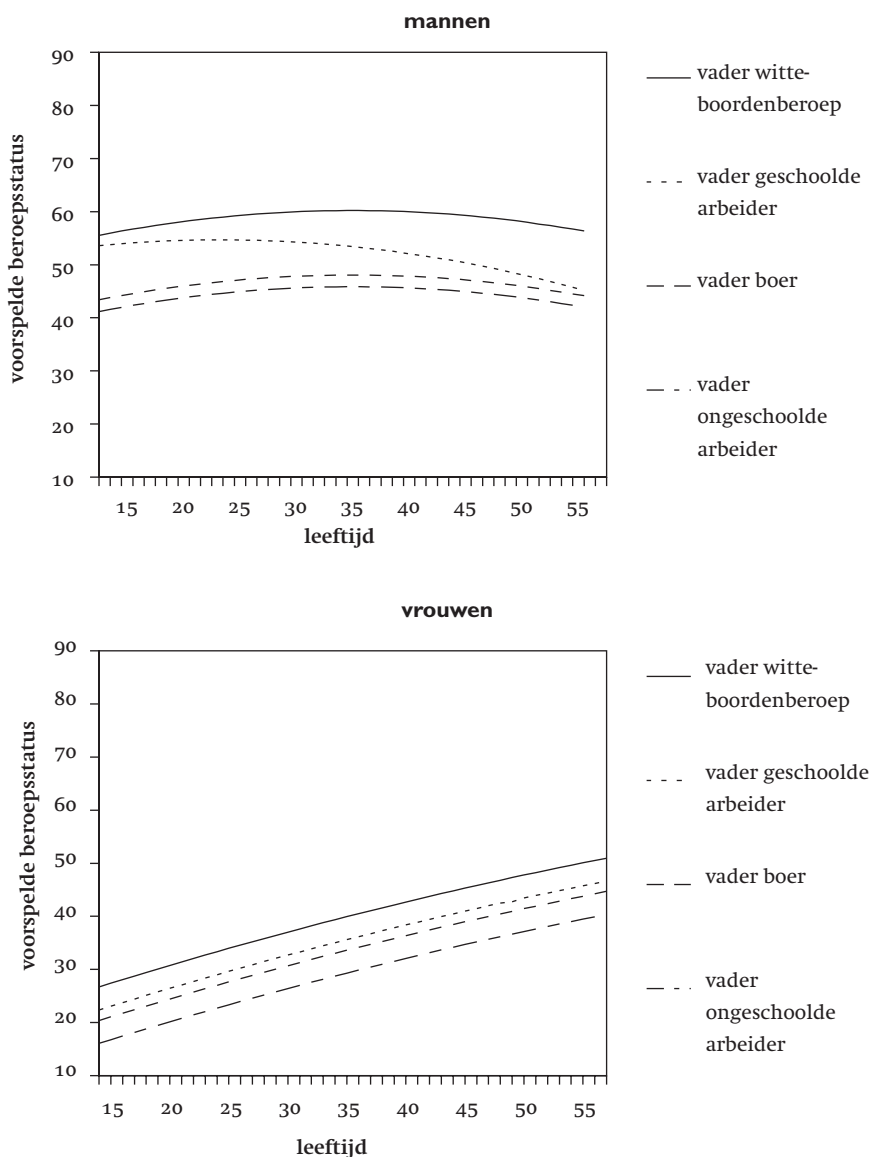 mannen
voorspelde beroepsstatus
90
80
70
60
50
40
30
20
10
15 20 25 30 35 40 45 50 55
leeftijd
vader witte-
boordenberoep
vader geschoolde
arbeider
vader boer
vader
ongeschoolde
arbeider
vrouwen
voorspelde beroepsstatus
90
80
70
60
50
40
30
20
10
15 20 25 30 35 40 45 50 55
leeftijd
vader witte-
boordenberoep
vader geschoolde
arbeider
vader boer
vader
ongeschoolde
arbeider